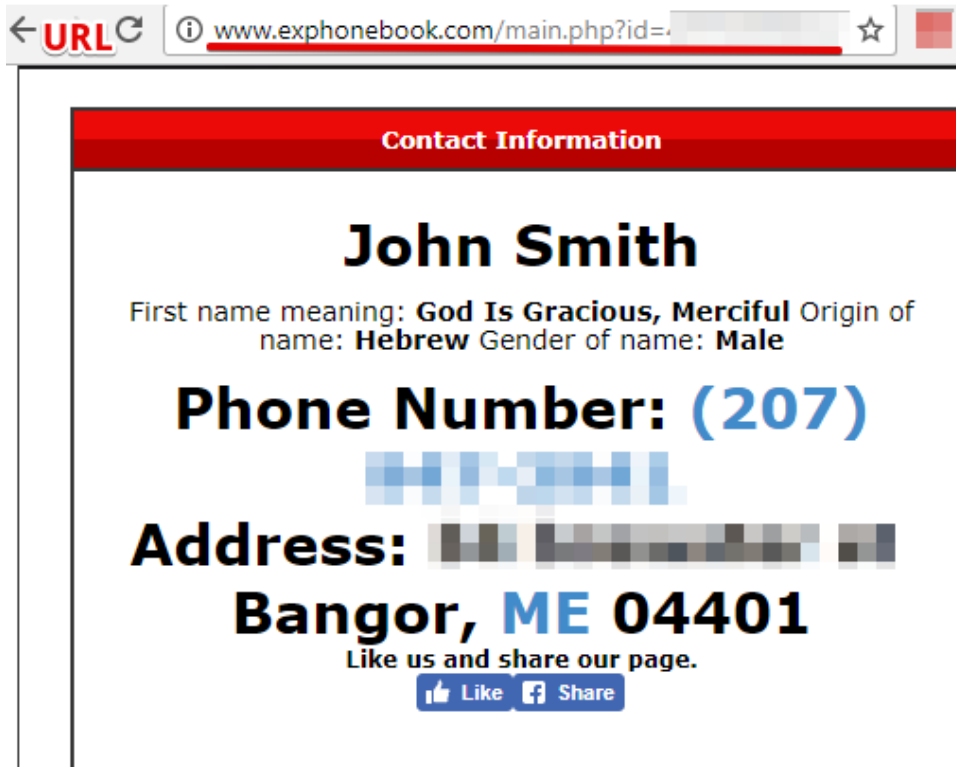 URL www.exphonebook.com/main.php?id=
Contact Information
John Smith
First name meaning: God Is Gracious, Merciful Origin of
name: Hebrew Gender of name: Male
Phone Number: (207)
Address:
Bangor, ME 04401
Like us and share our page.
Like Share